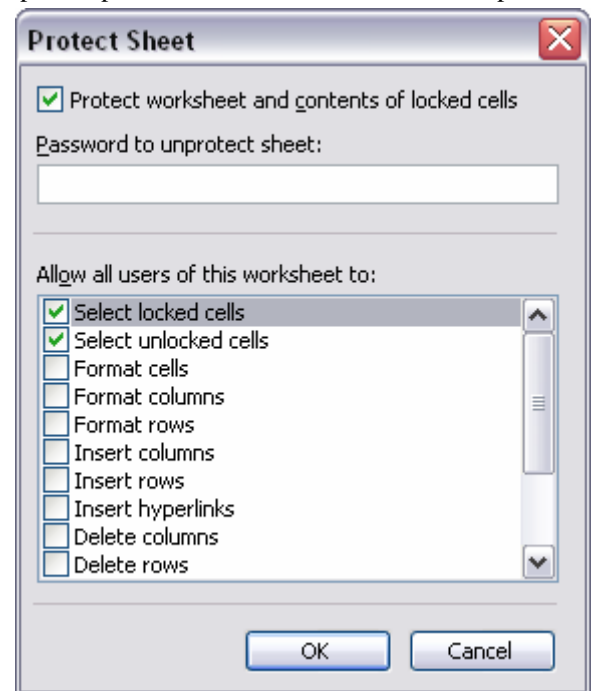 Protect Sheet
Protect worksheet and contents of locked cells
Password to unprotect sheet:
Allow all users of this worksheet to:
Select locked cells
Select unlocked cells
Format cells
Format columns
Format rows
Insert columns
Insert rows
Insert hyperlinks
Delete columns
Delete rows
OK Cancel